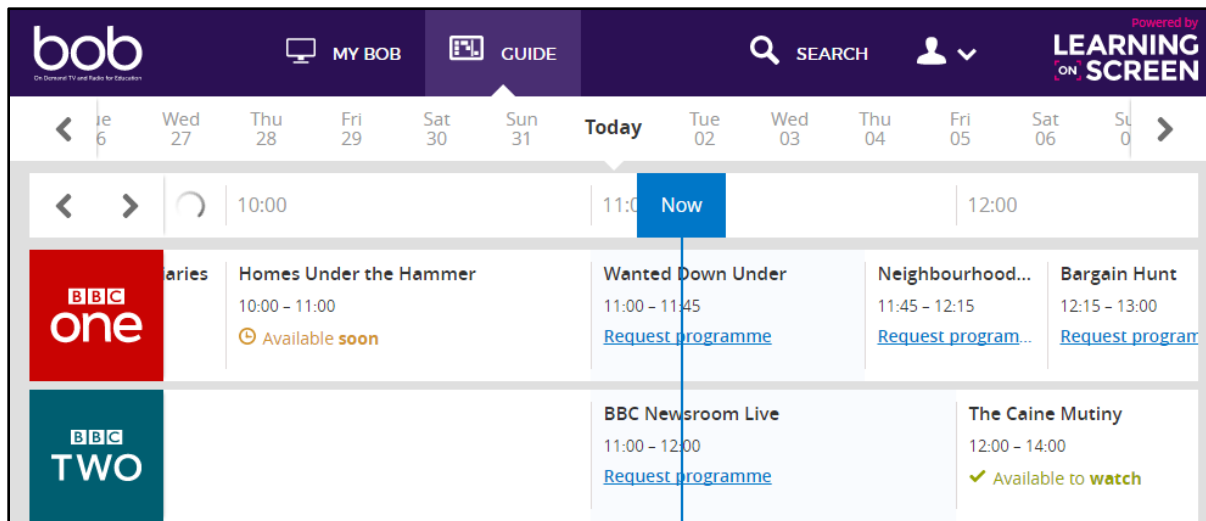 bob
On Demand TV and Radio for Education
MY BOB
GUIDE
SEARCH
Powered by
LEARNING
ON SCREEN
Wed Thu Fri Sat Sun Today Tue Wed Thu Fri Sat
27 28 29 30 31 02 03 04 05 06
10:00 Now 12:00
BBC one
iaries
Homes Under the Hammer
10:00 – 11:00
Available soon
Wanted Down Under
11:00 – 11:45
Request programme
Neighbourhood...
11:45 – 12:15
Request program...
Bargain Hunt
12:15 – 13:00
Request program
BBC TWO
BBC Newsroom Live
11:00 – 12:00
Request programme
The Caine Mutiny
12:00 – 14:00
Available to watch